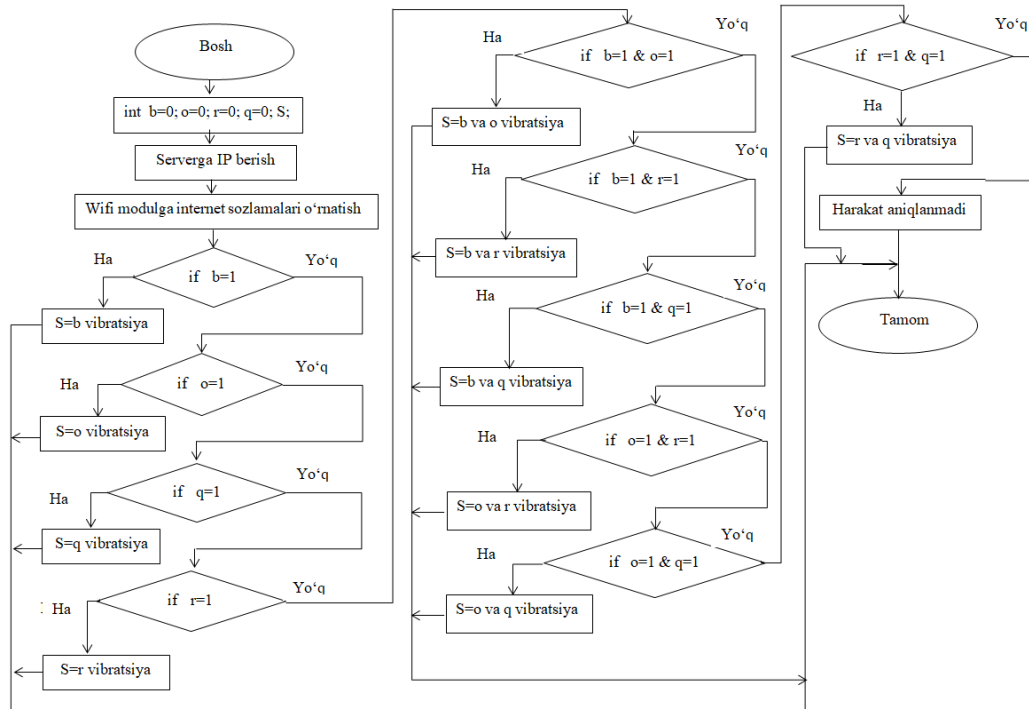 Bosh
int b=0; o=0; r=0; q=0; S;
Serverga IP berish
Wifi modulga internet sozlamalari o‘rnatish
if b=1
Ha
Yo‘q
S=b vibratsiya
if o=1
Ha
Yo‘q
S=o vibratsiya
if q=1
Ha
Yo‘q
S=q vibratsiya
if r=1
Ha
Yo‘q
S=r vibratsiya
if b=1 & o=1
Ha
Yo‘q
S=b va o vibratsiya
if b=1 & r=1
Ha
Yo‘q
S=b va r vibratsiya
if b=1 & q=1
Ha
Yo‘q
S=b va q vibratsiya
if o=1 & r=1
Ha
Yo‘q
S=o va r vibratsiya
if o=1 & q=1
Ha
Yo‘q
S=o va q vibratsiya
if r=1 & q=1
Yo‘q
Ha
S=r va q vibratsiya
Harakat aniqlanmadi
Tamom